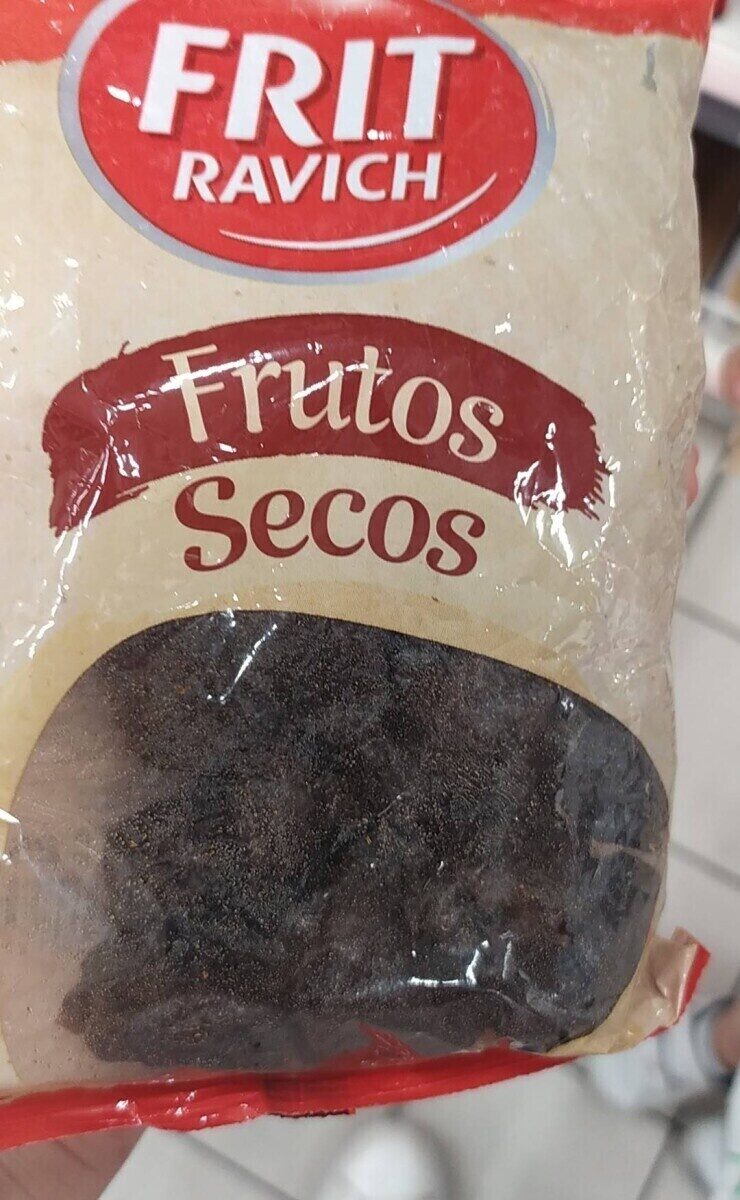 FRIT
RAVICH
Frutos
Secos